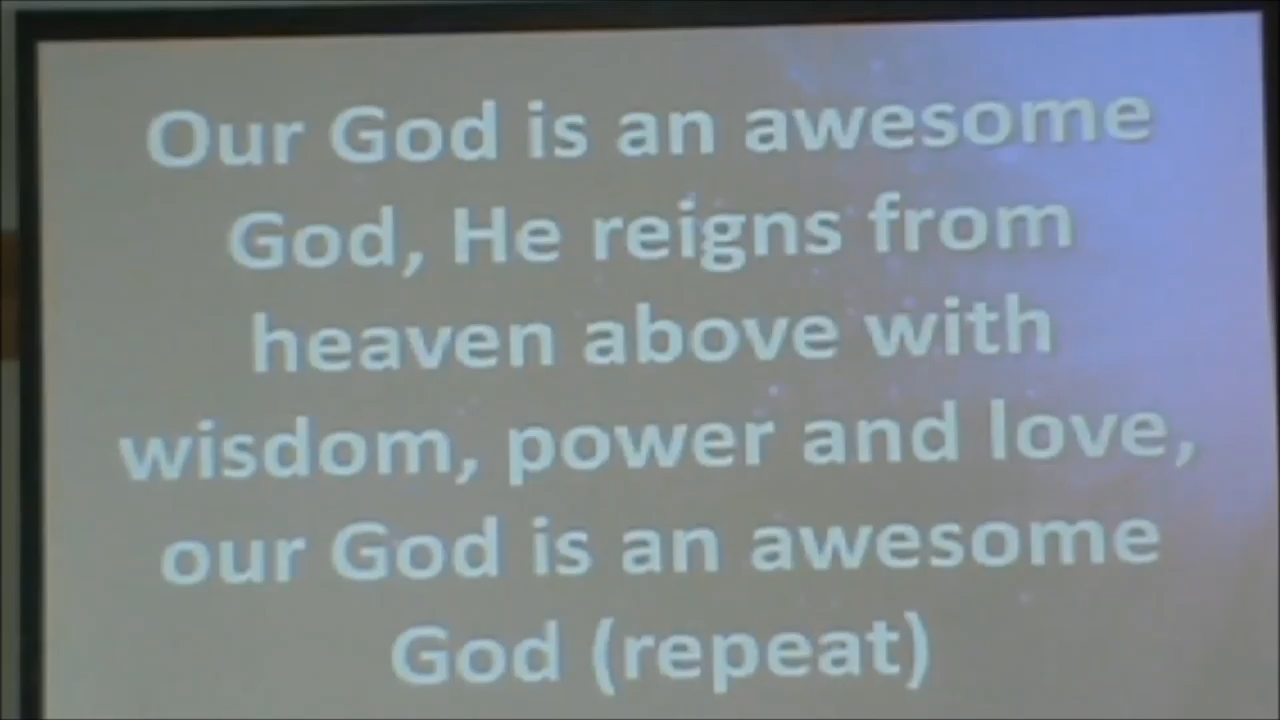 Our God is an awesome
God, He reigns from
heaven above with
wisdom, power and love,
our God is an awesome
God (repeat)